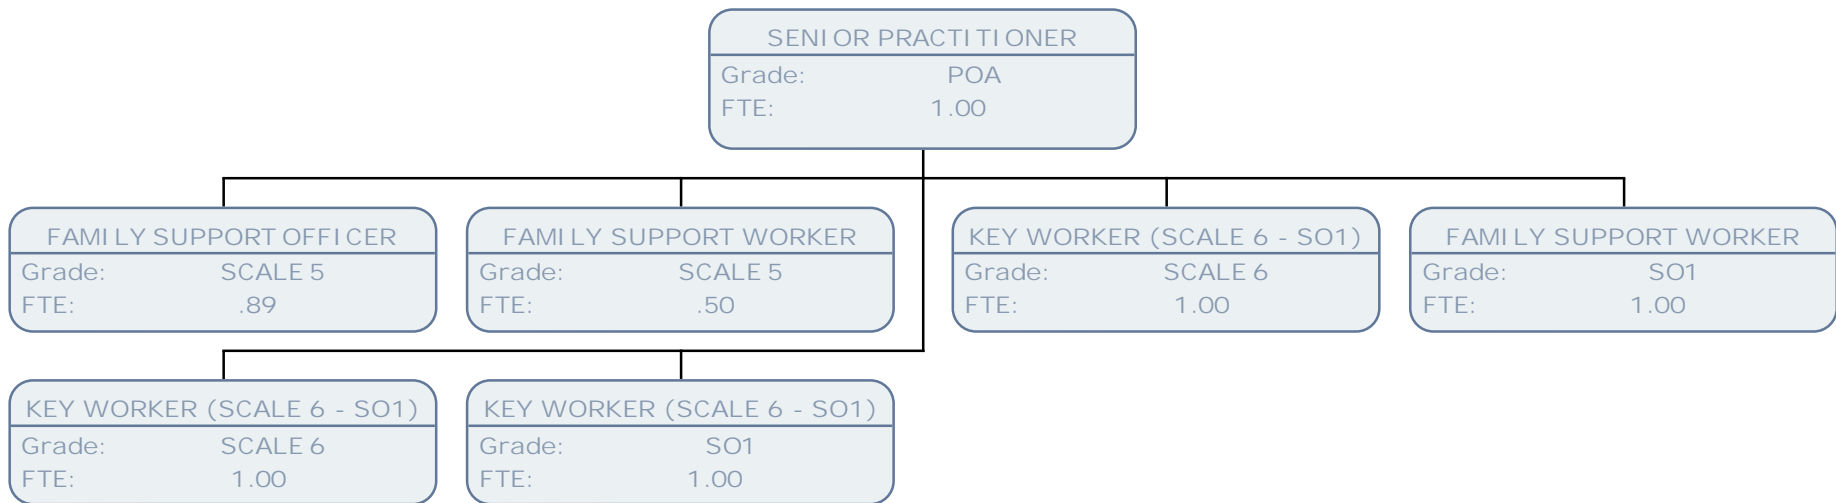 SENIOR PRACTITIONER
Grade: POA
FTE: 1.00
FAMILY SUPPORT OFFICER
Grade: SCALE 5
FTE: .89
FAMILY SUPPORT WORKER
Grade: SCALE 5
FTE: .50
KEY WORKER (SCALE 6 - SO1)
Grade: SCALE 6
FTE: 1.00
FAMILY SUPPORT WORKER
Grade: SO1
FTE: 1.00
KEY WORKER (SCALE 6 - SO1)
Grade: SCALE 6
FTE: 1.00
KEY WORKER (SCALE 6 - SO1)
Grade: SO1
FTE: 1.00